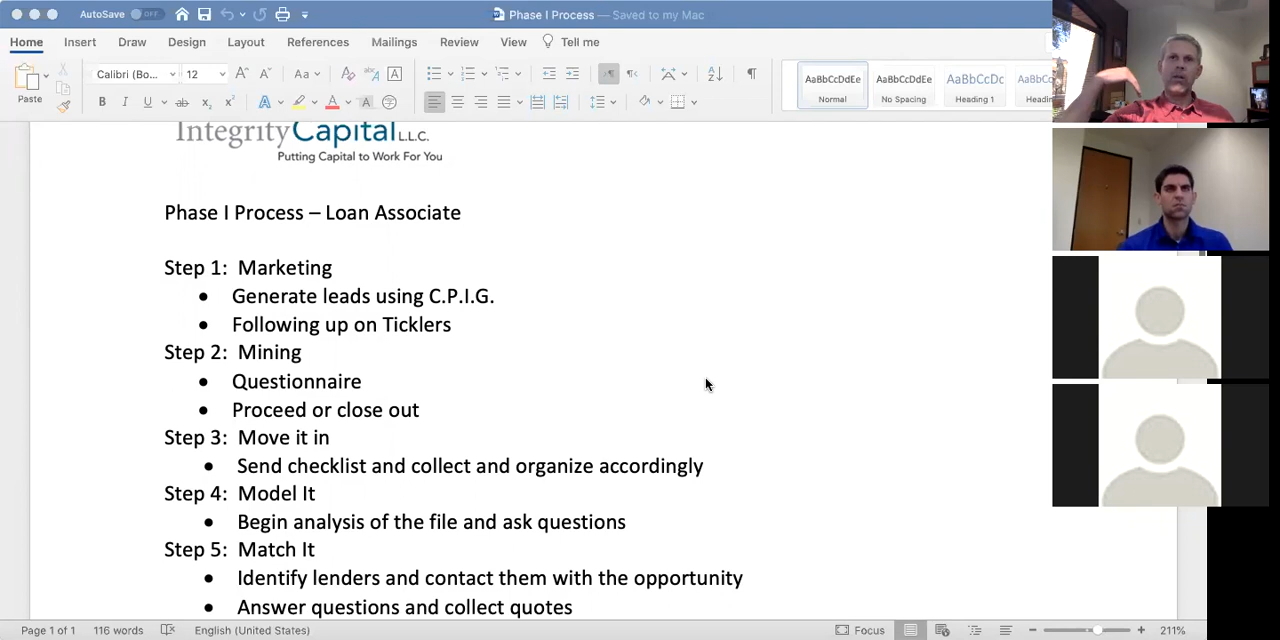 AutoSave OFF
Phase I Process — Saved to my Mac
Home Insert Draw Design Layout References Mailings Review View Tell me
Paste
Calibri (Bo... 12
AaBbCcDdEe AaBbCcDdEe AaBbCcDc AaBbCcD
Normal No Spacing Heading 1
IntegrityCapital L.L.C.
Putting Capital to Work For You
Phase I Process – Loan Associate
Step 1: Marketing
• Generate leads using C.P.I.G.
• Following up on Ticklers
Step 2: Mining
• Questionnaire
• Proceed or close out
Step 3: Move it in
• Send checklist and collect and organize accordingly
Step 4: Model It
• Begin analysis of the file and ask questions
Step 5: Match It
• Identify lenders and contact them with the opportunity
• Answer questions and collect quotes
Page 1 of 1 116 words English (United States) Focus 211%